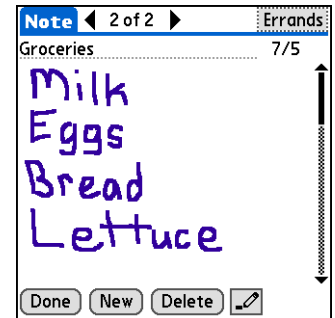 Note 2 of 2 Errands
Groceries 7/5
Milk
Eggs
Bread
Lettuce
Done New Delete